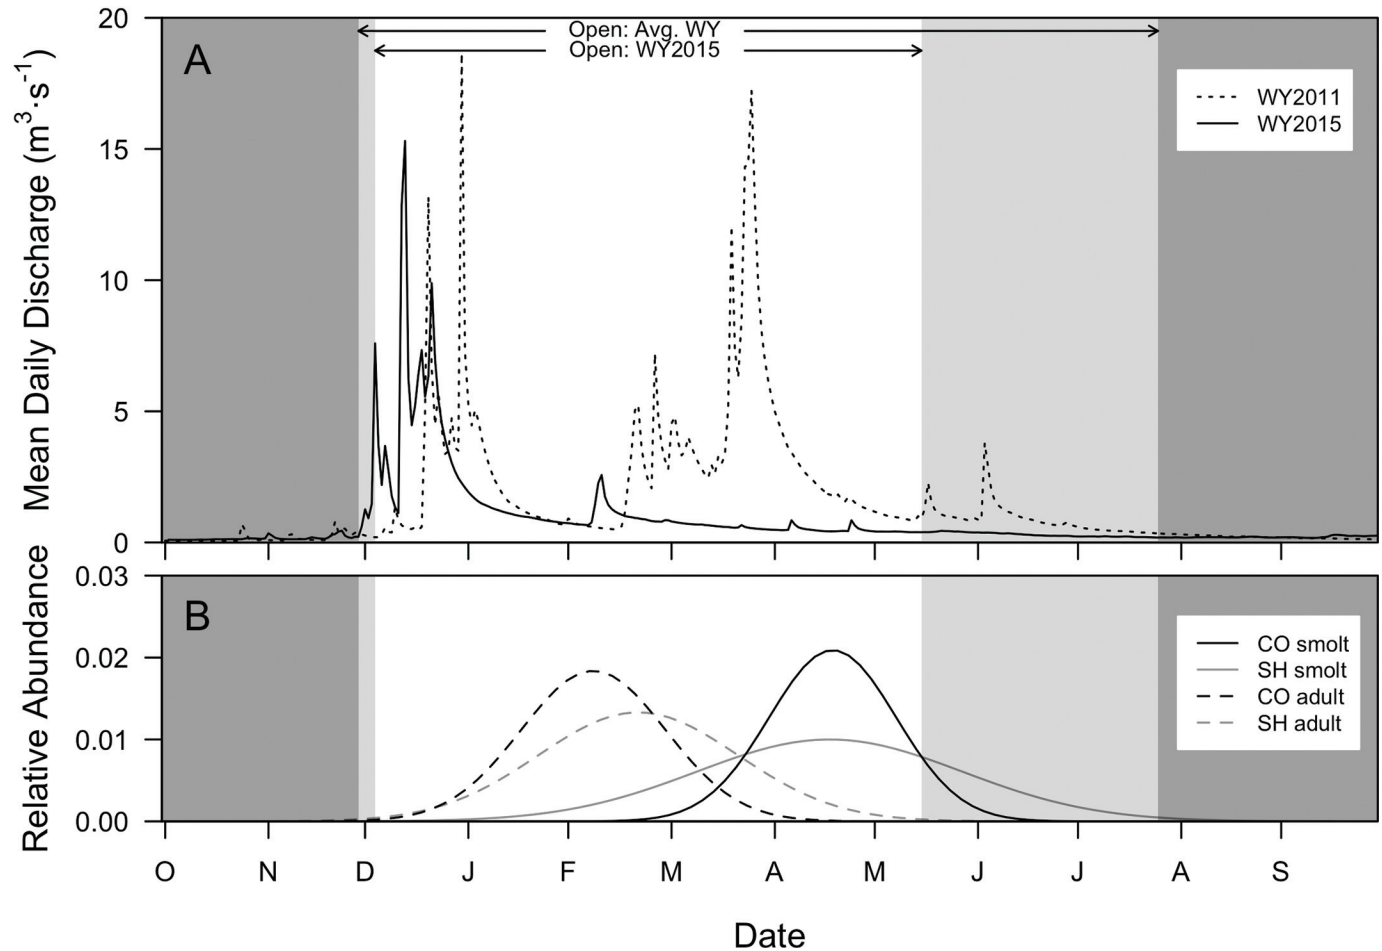 A
Open: Avg. WY
Open: WY2015
WY2011
WY2015
Mean Daily Discharge (m³·s⁻¹)
20
15
10
5
0
B
CO smolt
SH smolt
CO adult
SH adult
Relative Abundance
0.03
0.02
0.01
0.00
O N D J F M A M J J A S
Date